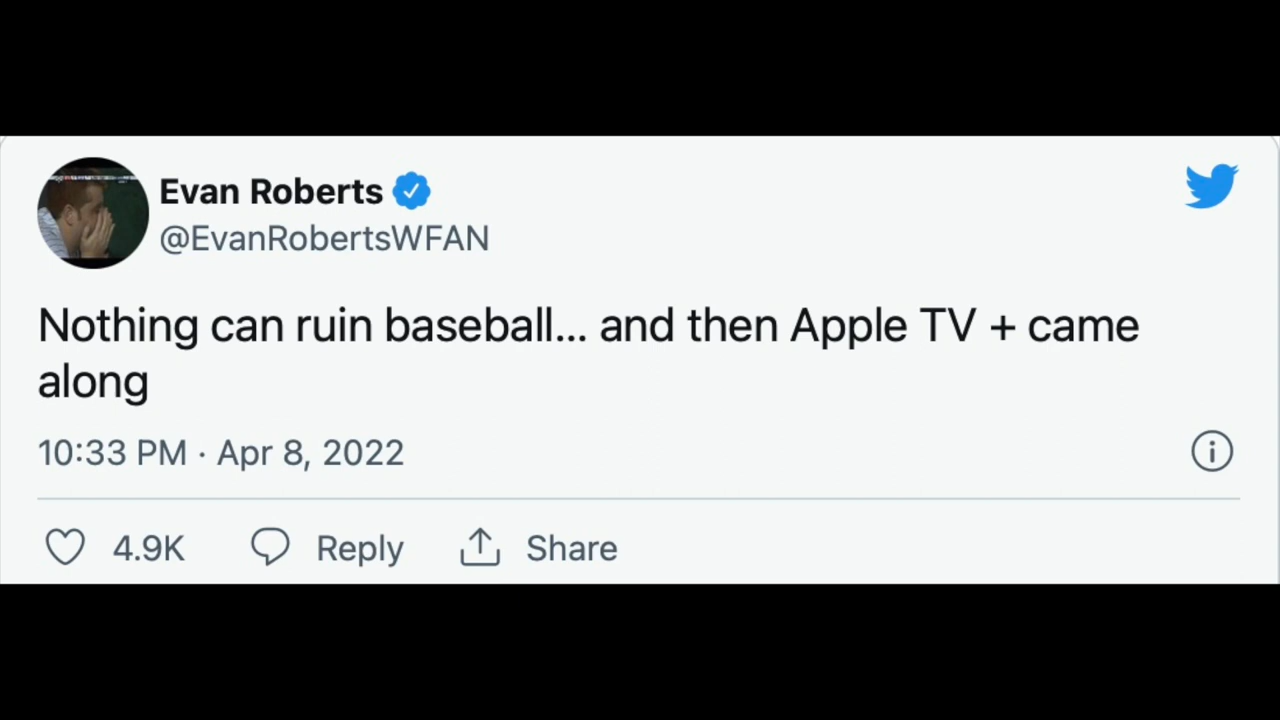 Evan Roberts
@EvanRobertsWFAN
Nothing can ruin baseball... and then Apple TV + came
along
10:33 PM · Apr 8, 2022
4.9K Reply Share